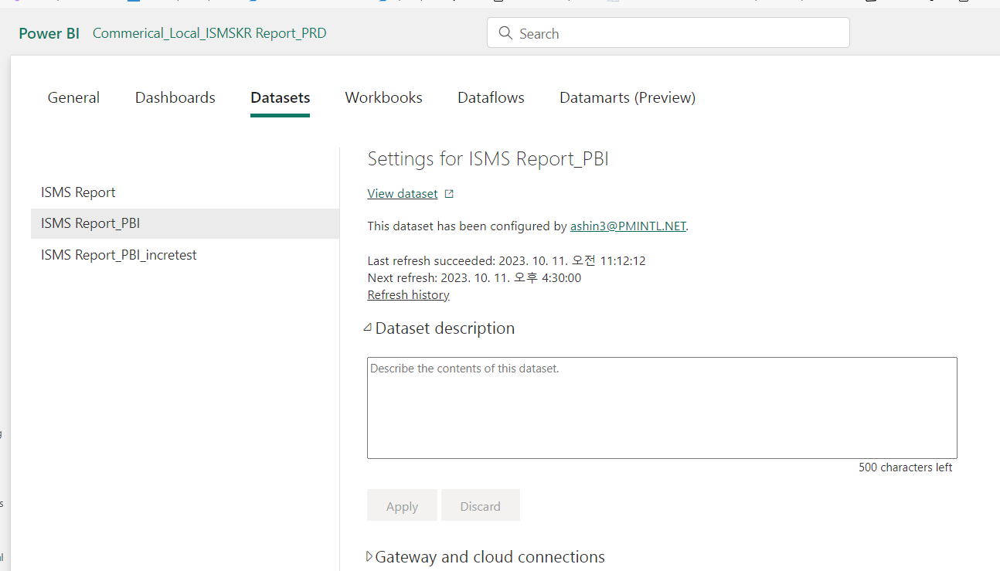 Power BI Commerical_Local_ISMSKR Report_PRD Search
General Dashboards Datasets Workbooks Dataflows Datamarts (Preview)
ISMS Report
ISMS Report_PBI
ISMS Report_PBI_incretest
Settings for ISMS Report_PBI
View dataset
This dataset has been configured by ashin3@PMINTL.NET.
Last refresh succeeded: 2023. 10. 11. 오전 11:12:12
Next refresh: 2023. 10. 11. 오후 4:30:00
Refresh history
Dataset description
Describe the contents of this dataset.
500 characters left
Apply Discard
Gateway and cloud connections